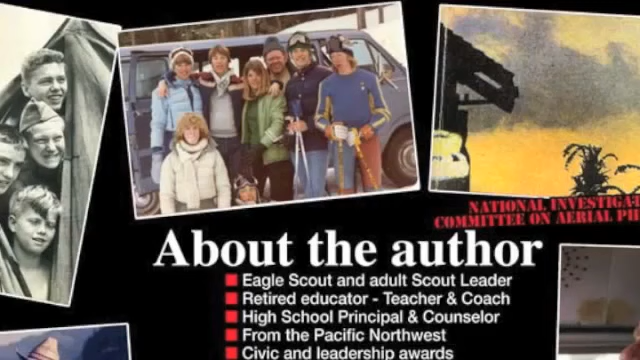 NATIONAL INVESTIGAT
COMMITTEE ON AERIAL PH
About the author
Eagle Scout and adult Scout Leader
Retired educator - Teacher & Coach
High School Principal & Counselor
From the Pacific Northwest
Civic and leadership awards